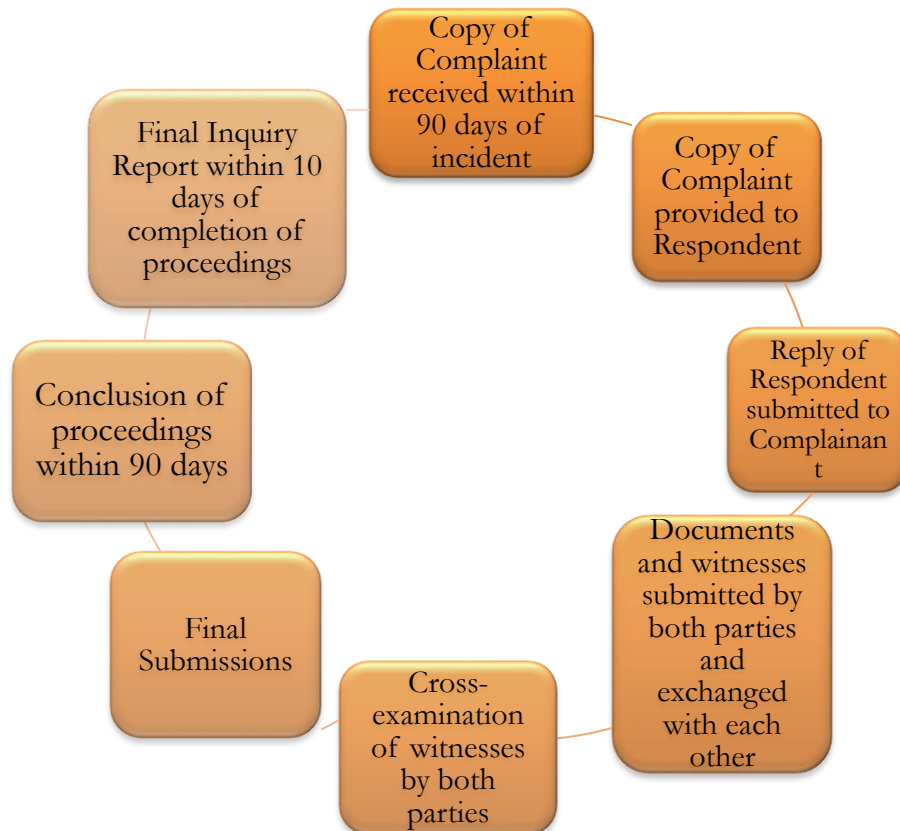 Copy of
Complaint
received within
90 days of
incident
Copy of
Complaint
provided to
Respondent
Reply of
Respondent
submitted to
Complainan
t
Documents
and witnesses
submitted by
both parties
and
exchanged
with each
other
Cross-
examination
of witnesses
by both
parties
Final
Submissions
Conclusion of
proceedings
within 90 days
Final Inquiry
Report within 10
days of
completion of
proceedings